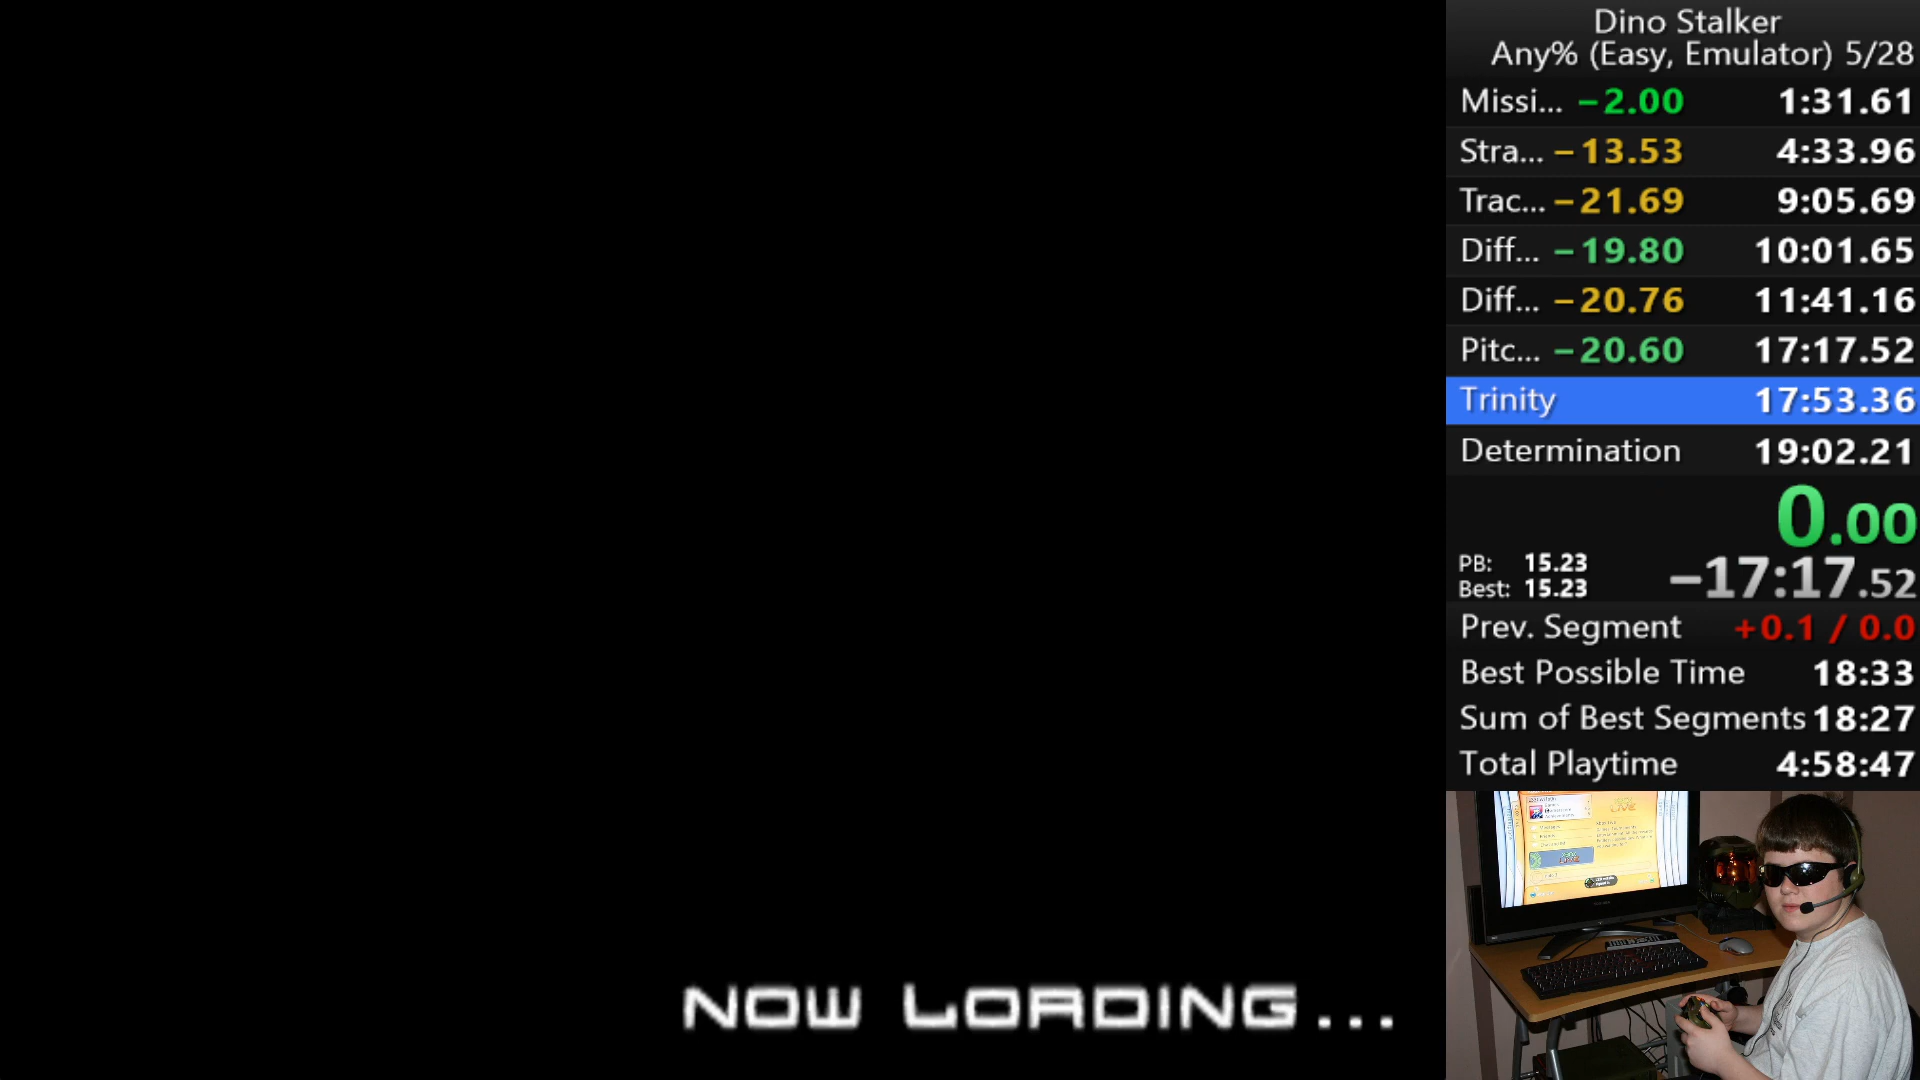 Dino Stalker
Any% (Easy, Emulator) 5/28
Missi... −2.00 1:31.61
Stra... −13.53 4:33.96
Trac... −21.69 9:05.69
Diff... −19.80 10:01.65
Diff... −20.76 11:41.16
Pitc... −20.60 17:17.52
Trinity 17:53.36
Determination 19:02.21
0.00
PB: 15.23
Best: 15.23
−17:17.52
Prev. Segment +0.1 / 0.0
Best Possible Time 18:33
Sum of Best Segments 18:27
Total Playtime 4:58:47
NOW LOADING...